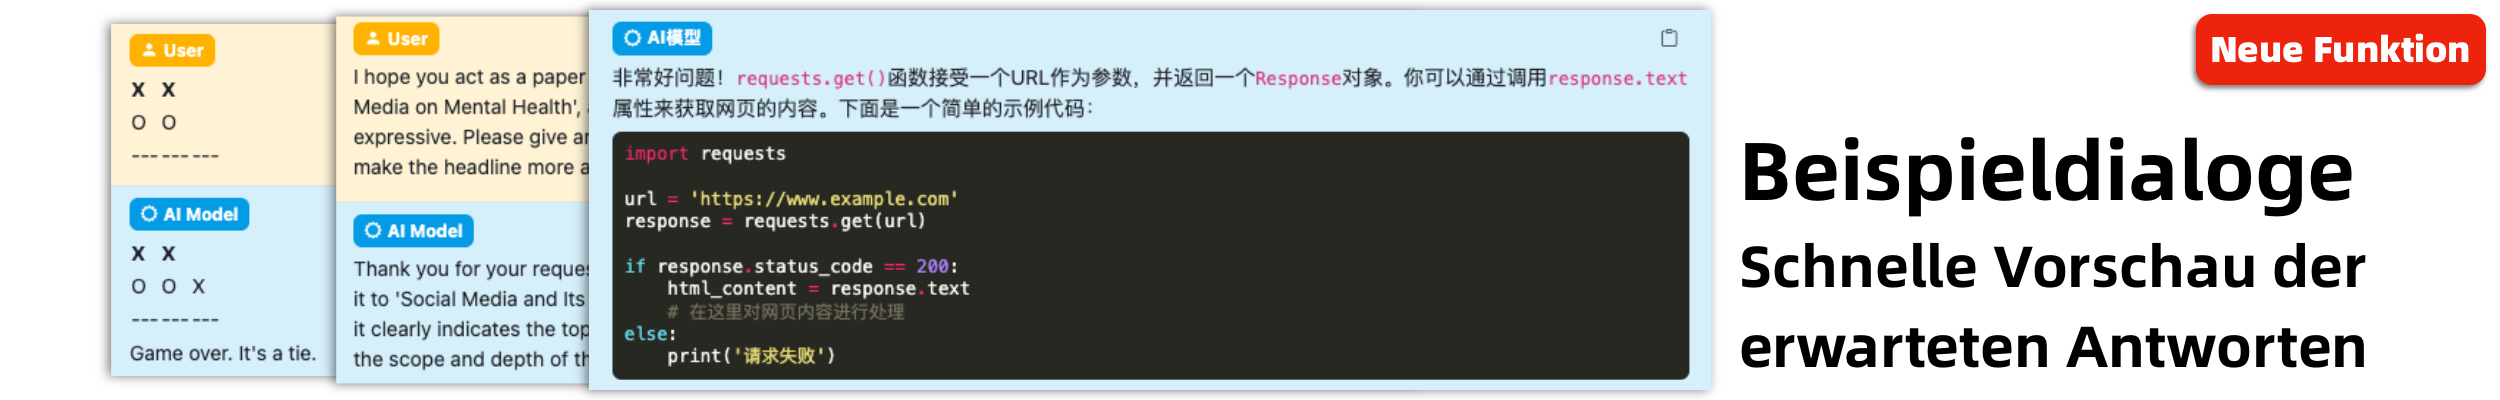 User
X X
O O
---------
AI Model
X X
O O X
---------
Game over. It's a tie.
User
I hope you act as a paper
Media on Mental Health',
expressive. Please give
make the headline more
AI Model
Thank you for your
it to 'Social Media and Its
it clearly indicates the
the scope and depth of
AI模型
非常好问题！requests.get()函数接受一个URL作为参数，并返回一个Response对象。你可以通过调用response.text
属性来获取网页的内容。下面是一个简单的示例代码：
import requests
url = 'https://www.example.com'
response = requests.get(url)
if response.status_code == 200:
    html_content = response.text
    # 在这里对网页内容进行处理
else:
    print('请求失败')
Neue Funktion
Beispieldialoge
Schnelle Vorschau der
erwarteten Antworten